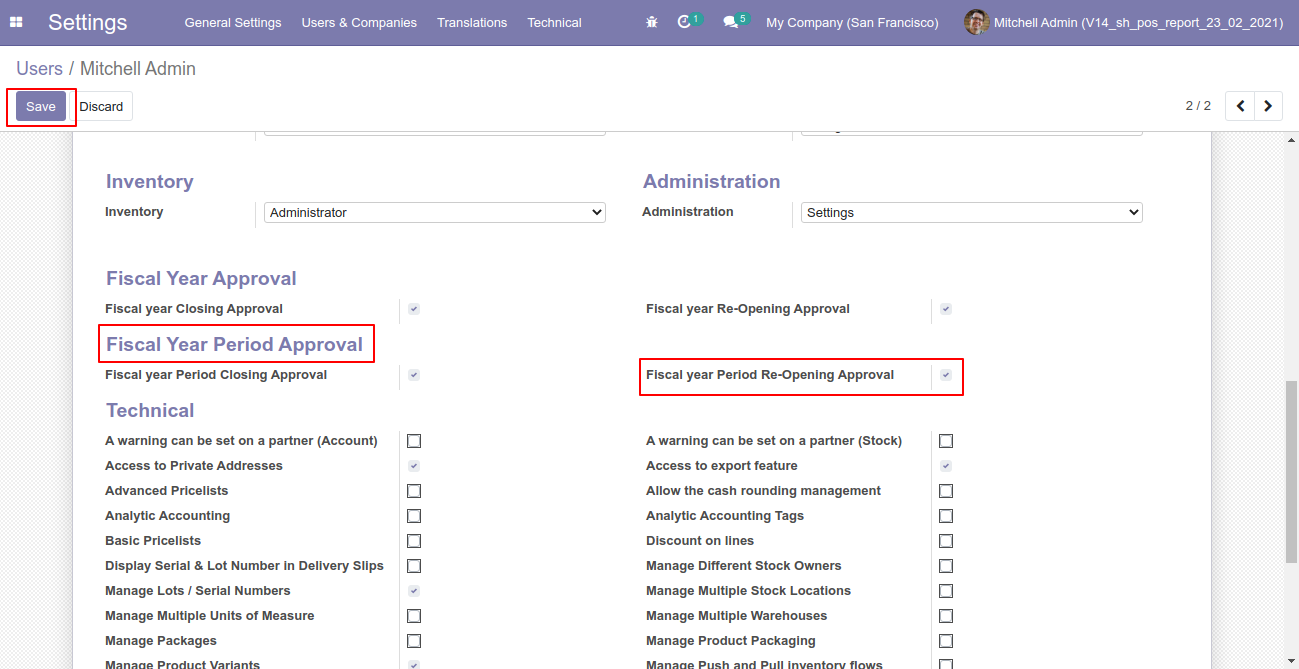 Settings General Settings Users & Companies Translations Technical 1 5 My Company (San Francisco) Mitchell Admin (V14_sh_pos_report_23_02_2021)
Users / Mitchell Admin
Save Discard 2 / 2
Inventory Administration
Inventory Administrator Administration Settings
Fiscal Year Approval
Fiscal year Closing Approval Fiscal year Re-Opening Approval
Fiscal Year Period Approval
Fiscal year Period Closing Approval Fiscal year Period Re-Opening Approval
Technical
A warning can be set on a partner (Account) A warning can be set on a partner (Stock)
Access to Private Addresses Access to export feature
Advanced Pricelists Allow the cash rounding management
Analytic Accounting Analytic Accounting Tags
Basic Pricelists Discount on lines
Display Serial & Lot Number in Delivery Slips Manage Different Stock Owners
Manage Lots / Serial Numbers Manage Multiple Stock Locations
Manage Multiple Units of Measure Manage Multiple Warehouses
Manage Packages Manage Product Packaging
Manage Product Variants Manage Push and Pull inventory flows